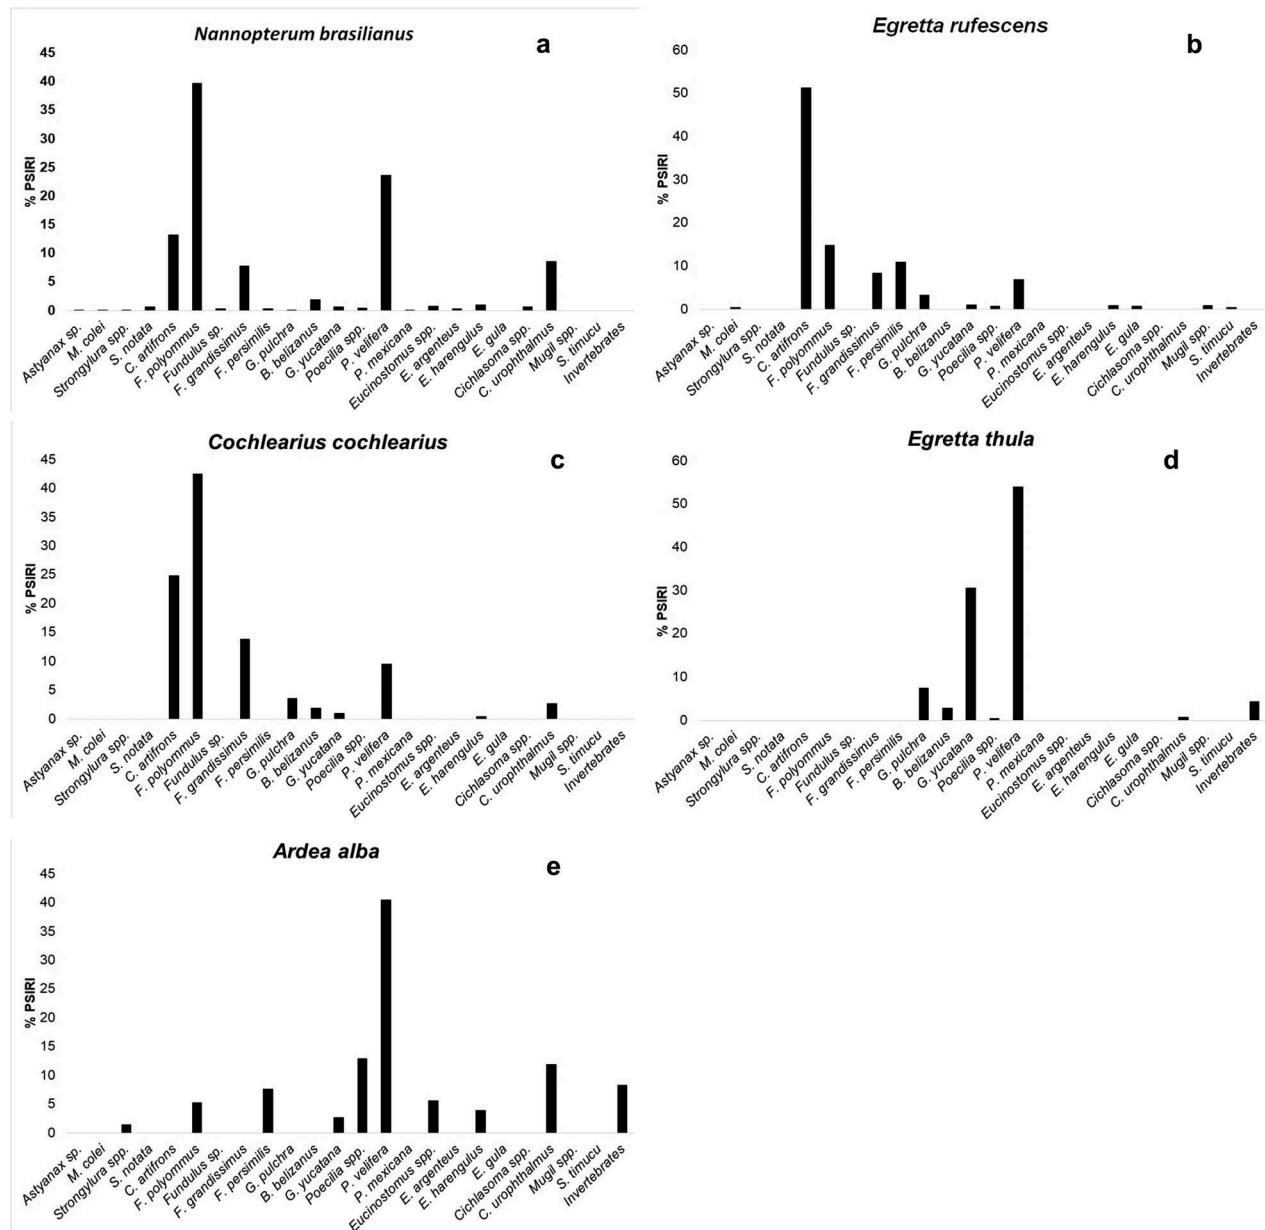 Nannopterum brasilianus
a
45
40
35
30
25
20
15
10
5
0
% PSIRI
Astyanax sp.
M. colei
Strongylura spp.
S. notata
C. artifrons
F. polyommus
Fundulus sp.
F. grandissimus
F. persimilis
G. pulchra
B. belizanus
G. yucatana
Poecilia spp.
P. velifera
P. mexicana
Eucinostomus spp.
E. argenteus
E. harengulus
E. gula
Cichlasoma spp.
C. urophthalmus
Mugil spp.
S. timucu
Invertebrates
Egretta rufescens
b
60
50
40
30
20
10
0
% PSIRI
Astyanax sp.
M. colei
Strongylura spp.
S. notata
C. artifrons
F. polyommus
Fundulus sp.
F. grandissimus
F. persimilis
G. pulchra
B. belizanus
G. yucatana
Poecilia spp.
P. velifera
P. mexicana
Eucinostomus spp.
E. argenteus
E. harengulus
E. gula
Cichlasoma spp.
C. urophthalmus
Mugil spp.
S. timucu
Invertebrates
Cochlearius cochlearius
c
45
40
35
30
25
20
15
10
5
0
% PSIRI
Astyanax sp.
M. colei
Strongylura spp.
S. notata
C. artifrons
F. polyommus
Fundulus sp.
F. grandissimus
F. persimilis
G. pulchra
B. belizanus
G. yucatana
Poecilia spp.
P. velifera
P. mexicana
Eucinostomus spp.
E. argenteus
E. harengulus
E. gula
Cichlasoma spp.
C. urophthalmus
Mugil spp.
S. timucu
Invertebrates
Egretta thula
d
60
50
40
30
20
10
0
% PSIRI
Astyanax sp.
M. colei
Strongylura spp.
S. notata
C. artifrons
F. polyommus
Fundulus sp.
F. grandissimus
F. persimilis
G. pulchra
B. belizanus
G. yucatana
Poecilia spp.
P. velifera
P. mexicana
Eucinostomus spp.
E. argenteus
E. harengulus
E. gula
Cichlasoma spp.
C. urophthalmus
Mugil spp.
S. timucu
Invertebrates
Ardea alba
e
45
40
35
30
25
20
15
10
5
0
% PSIRI
Astyanax sp.
M. colei
Strongylura spp.
S. notata
C. artifrons
F. polyommus
Fundulus sp.
F. grandissimus
F. persimilis
G. pulchra
B. belizanus
G. yucatana
Poecilia spp.
P. velifera
P. mexicana
Eucinostomus spp.
E. argenteus
E. harengulus
E. gula
Cichlasoma spp.
C. urophthalmus
Mugil spp.
S. timucu
Invertebrates